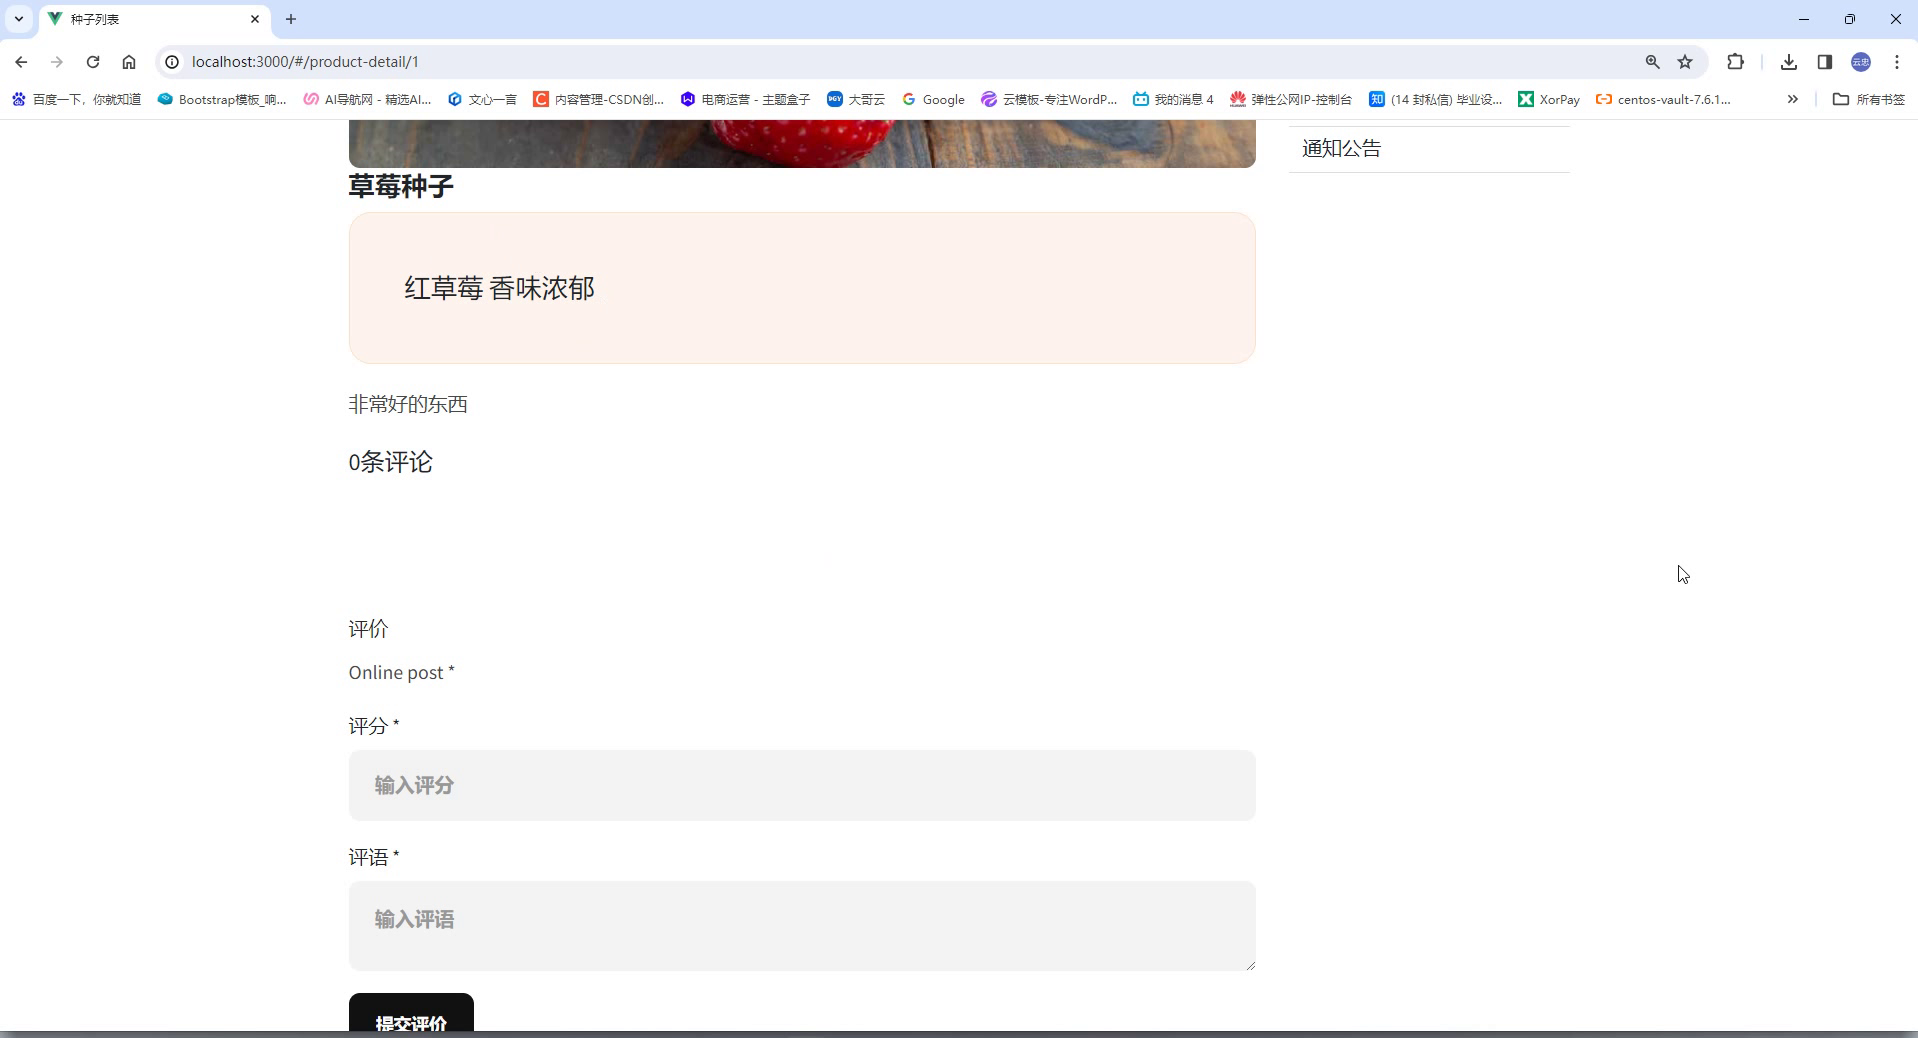 种子列表
localhost:3000/#/product-detail/1
云忠
百度一下，你就知道
Bootstrap模板_响...
AI导航网 - 精选AI...
文心一言
内容管理-CSDN创...
电商运营 - 主题盒子
大哥云
Google
云模板-专注WordP...
我的消息 4
弹性公网IP-控制台
知
(14 封私信) 毕业设...
XorPay
centos-vault-7.6.1...
所有书签
通知公告
草莓种子
红草莓 香味浓郁
非常好的东西
0条评论
评价
Online post *
评分 *
输入评分
评语 *
输入评语
提交评价